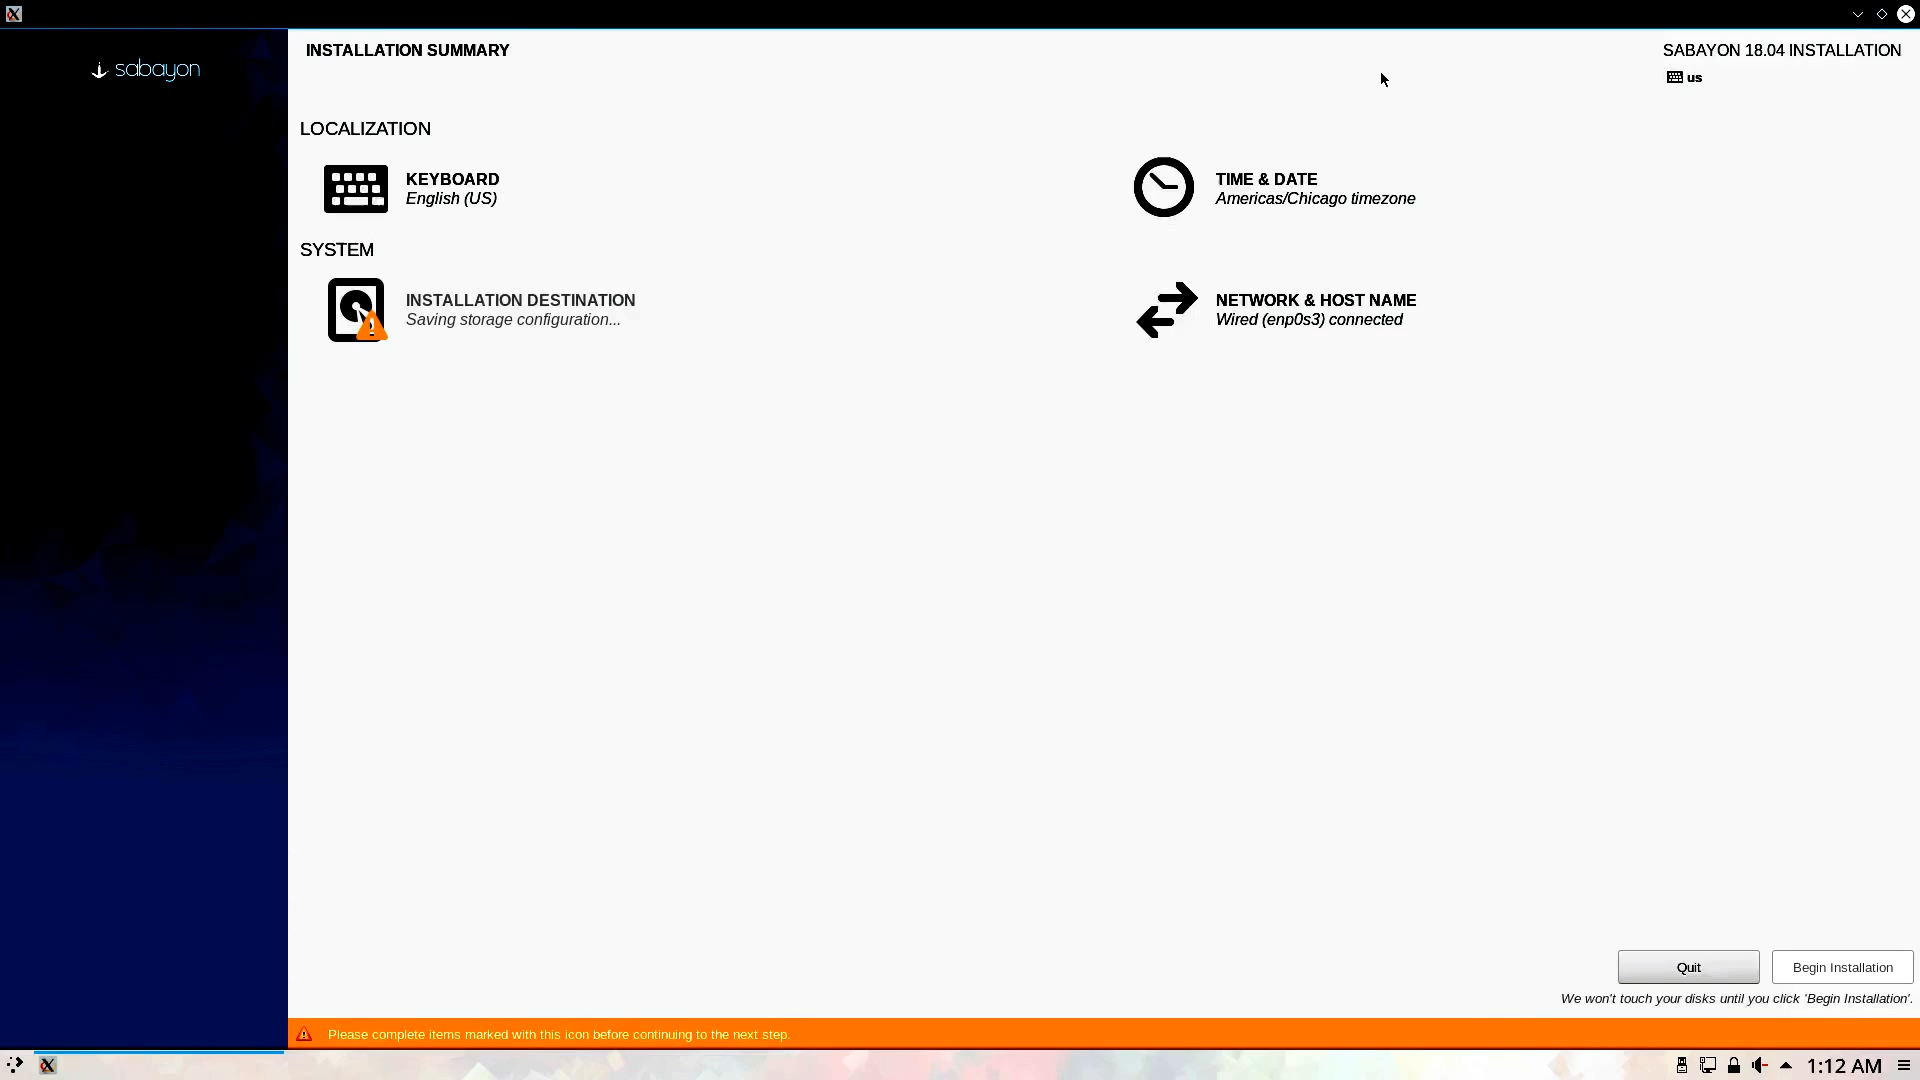 sabayon
INSTALLATION SUMMARY
SABAYON 18.04 INSTALLATION
us
LOCALIZATION
KEYBOARD
English (US)
TIME & DATE
Americas/Chicago timezone
SYSTEM
INSTALLATION DESTINATION
Saving storage configuration...
NETWORK & HOST NAME
Wired (enp0s3) connected
Quit
Begin Installation
We won't touch your disks until you click 'Begin Installation'.
Please complete items marked with this icon before continuing to the next step.
1:12 AM